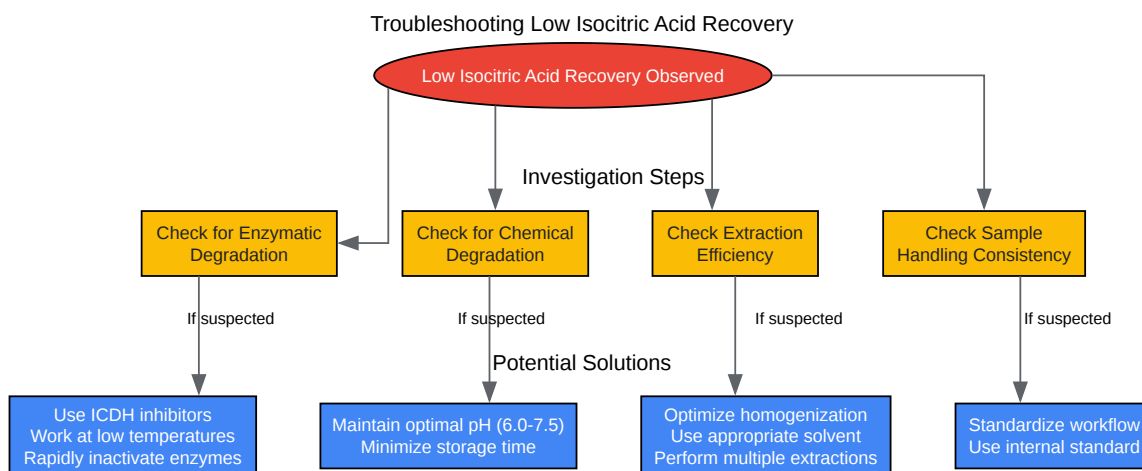 Troubleshooting Low Isocitric Acid Recovery
Low Isocitric Acid Recovery Observed
Investigation Steps
Check for Enzymatic
Degradation
Check for Chemical
Degradation
Check Extraction
Efficiency
Check Sample
Handling Consistency
If suspected
If suspected
If suspected
If suspected
Potential Solutions
Use ICDH inhibitors
Work at low temperatures
Rapidly inactivate enzymes
Maintain optimal pH (6.0-7.5)
Minimize storage time
Optimize homogenization
Use appropriate solvent
Perform multiple extractions
Standardize workflow
Use internal standard